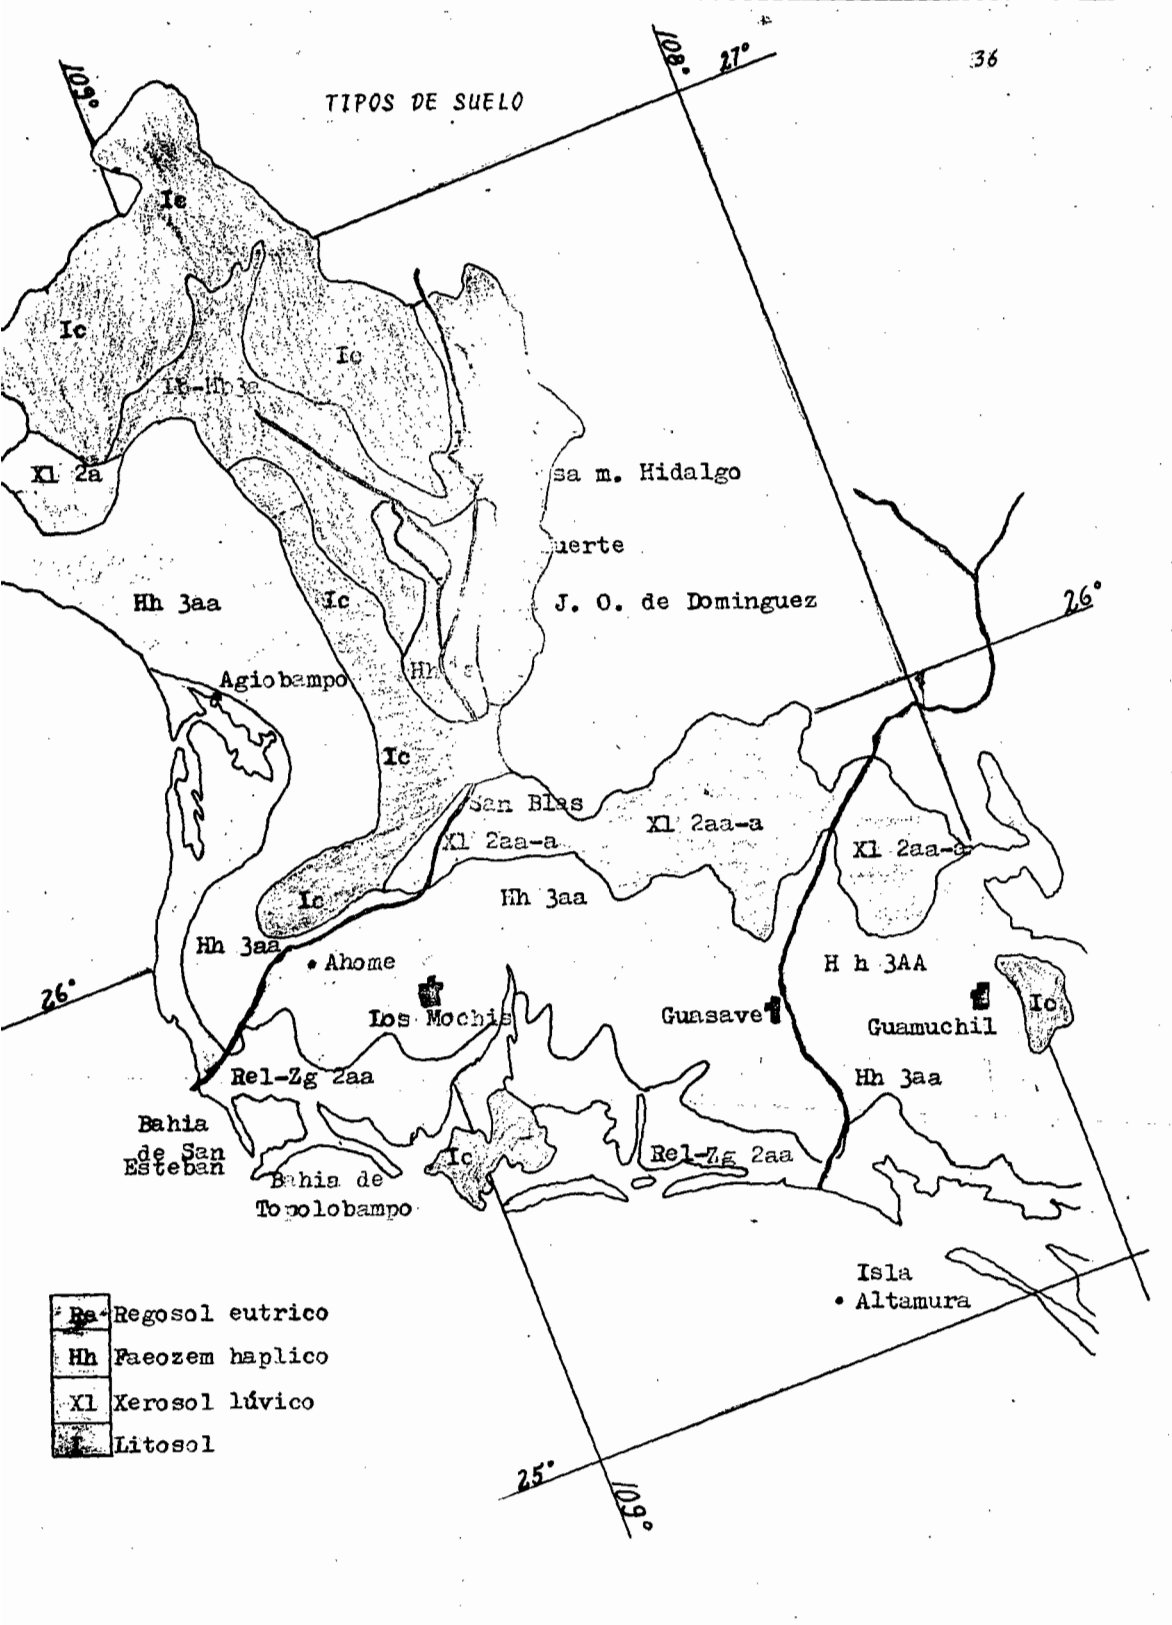 109°
108°
27°
36
TIPOS DE SUELO
Ie
Ic
Ic
Xl 2a
sa m. Hidalgo
uerte
J. O. de Dominguez
26°
Hh 3aa
Ic
Hh
Agiobampo
Ic
San Blas
Xl 2aa-a
Xl 2aa-a
Xl 2aa-a
Hh 3aa
Ic
Hh 3aa
Ahome
H h 3AA
26°
Los Mochis
Guasave
Guamuchil
Ic
Rel-Zg 2aa
Hh 3aa
Bahia
de San
Esteban
Ic
Rel-Zg 2aa
Bahia de
Topolobampo
Isla
Altamura
Re Regosol eutrico
Hh Faeozem haplico
Xl Xerosol lúvico
I Litosol
25°
109°